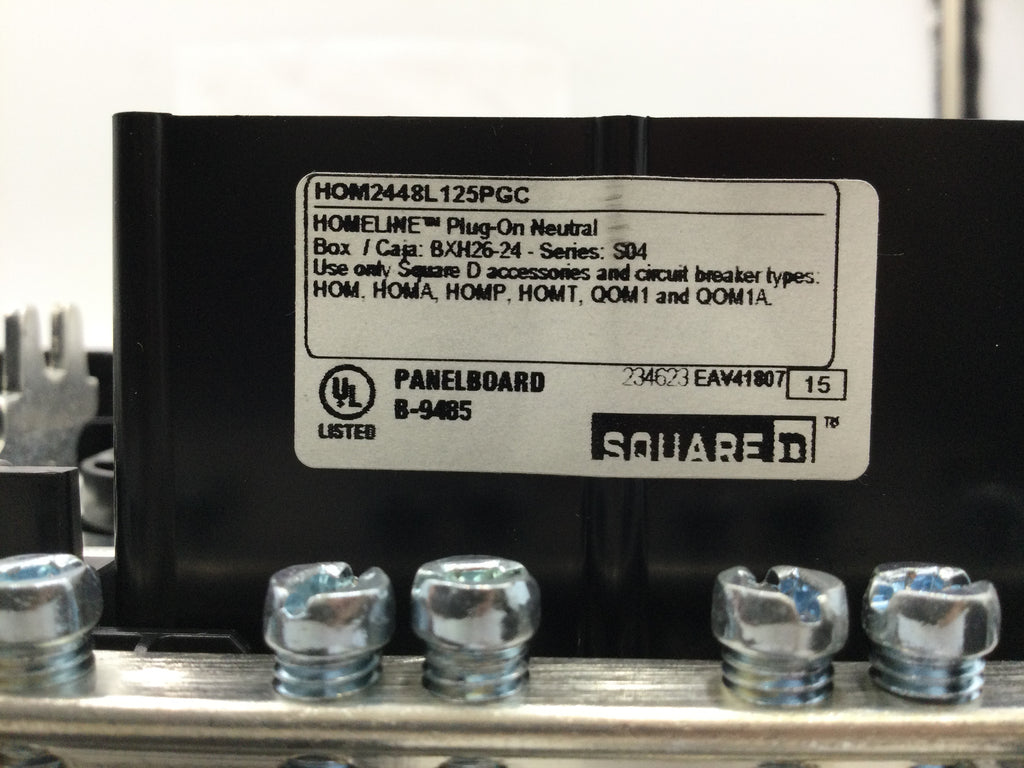 HOM2448L125PGC
HOMELINE™ Plug-On Neutral
Box / Caja: BXH26-24 - Series: S04
Use only Square D accessories and circuit breaker types:
HOM, HOMA, HOMP, HOMT, QOM1 and QOM1A.
UL
LISTED
PANELBOARD
B-9485
234623 EAV41807 15
SQUARE D ™